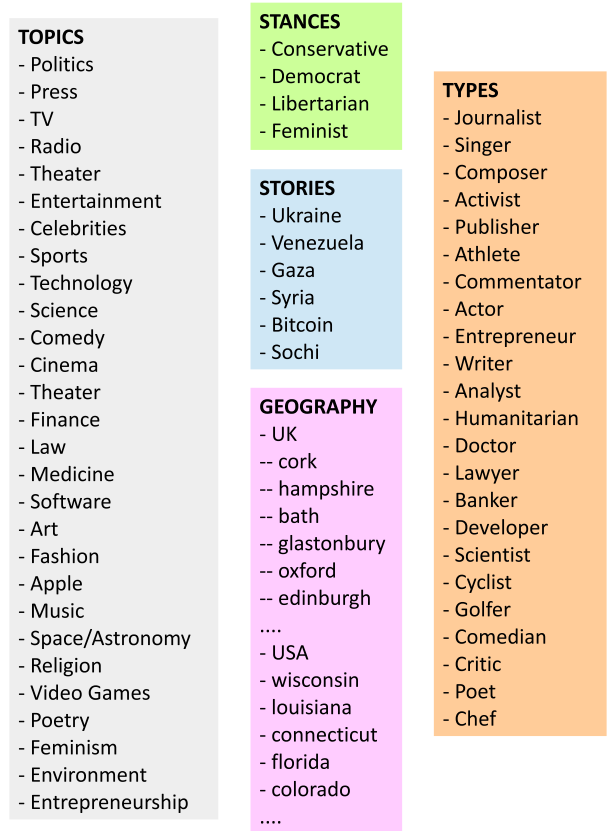 TOPICS
- Politics
- Press
- TV
- Radio
- Theater
- Entertainment
- Celebrities
- Sports
- Technology
- Science
- Comedy
- Cinema
- Theater
- Finance
- Law
- Medicine
- Software
- Art
- Fashion
- Apple
- Music
- Space/Astronomy
- Religion
- Video Games
- Poetry
- Feminism
- Environment
- Entrepreneurship
STANCES
- Conservative
- Democrat
- Libertarian
- Feminist
STORIES
- Ukraine
- Venezuela
- Gaza
- Syria
- Bitcoin
- Sochi
GEOGRAPHY
- UK
-- cork
-- hampshire
-- bath
-- glastonbury
-- oxford
-- edinburgh
....
- USA
- wisconsin
- louisiana
- connecticut
- florida
- colorado
....
TYPES
- Journalist
- Singer
- Composer
- Activist
- Publisher
- Athlete
- Commentator
- Actor
- Entrepreneur
- Writer
- Analyst
- Humanitarian
- Doctor
- Lawyer
- Banker
- Developer
- Scientist
- Cyclist
- Golfer
- Comedian
- Critic
- Poet
- Chef